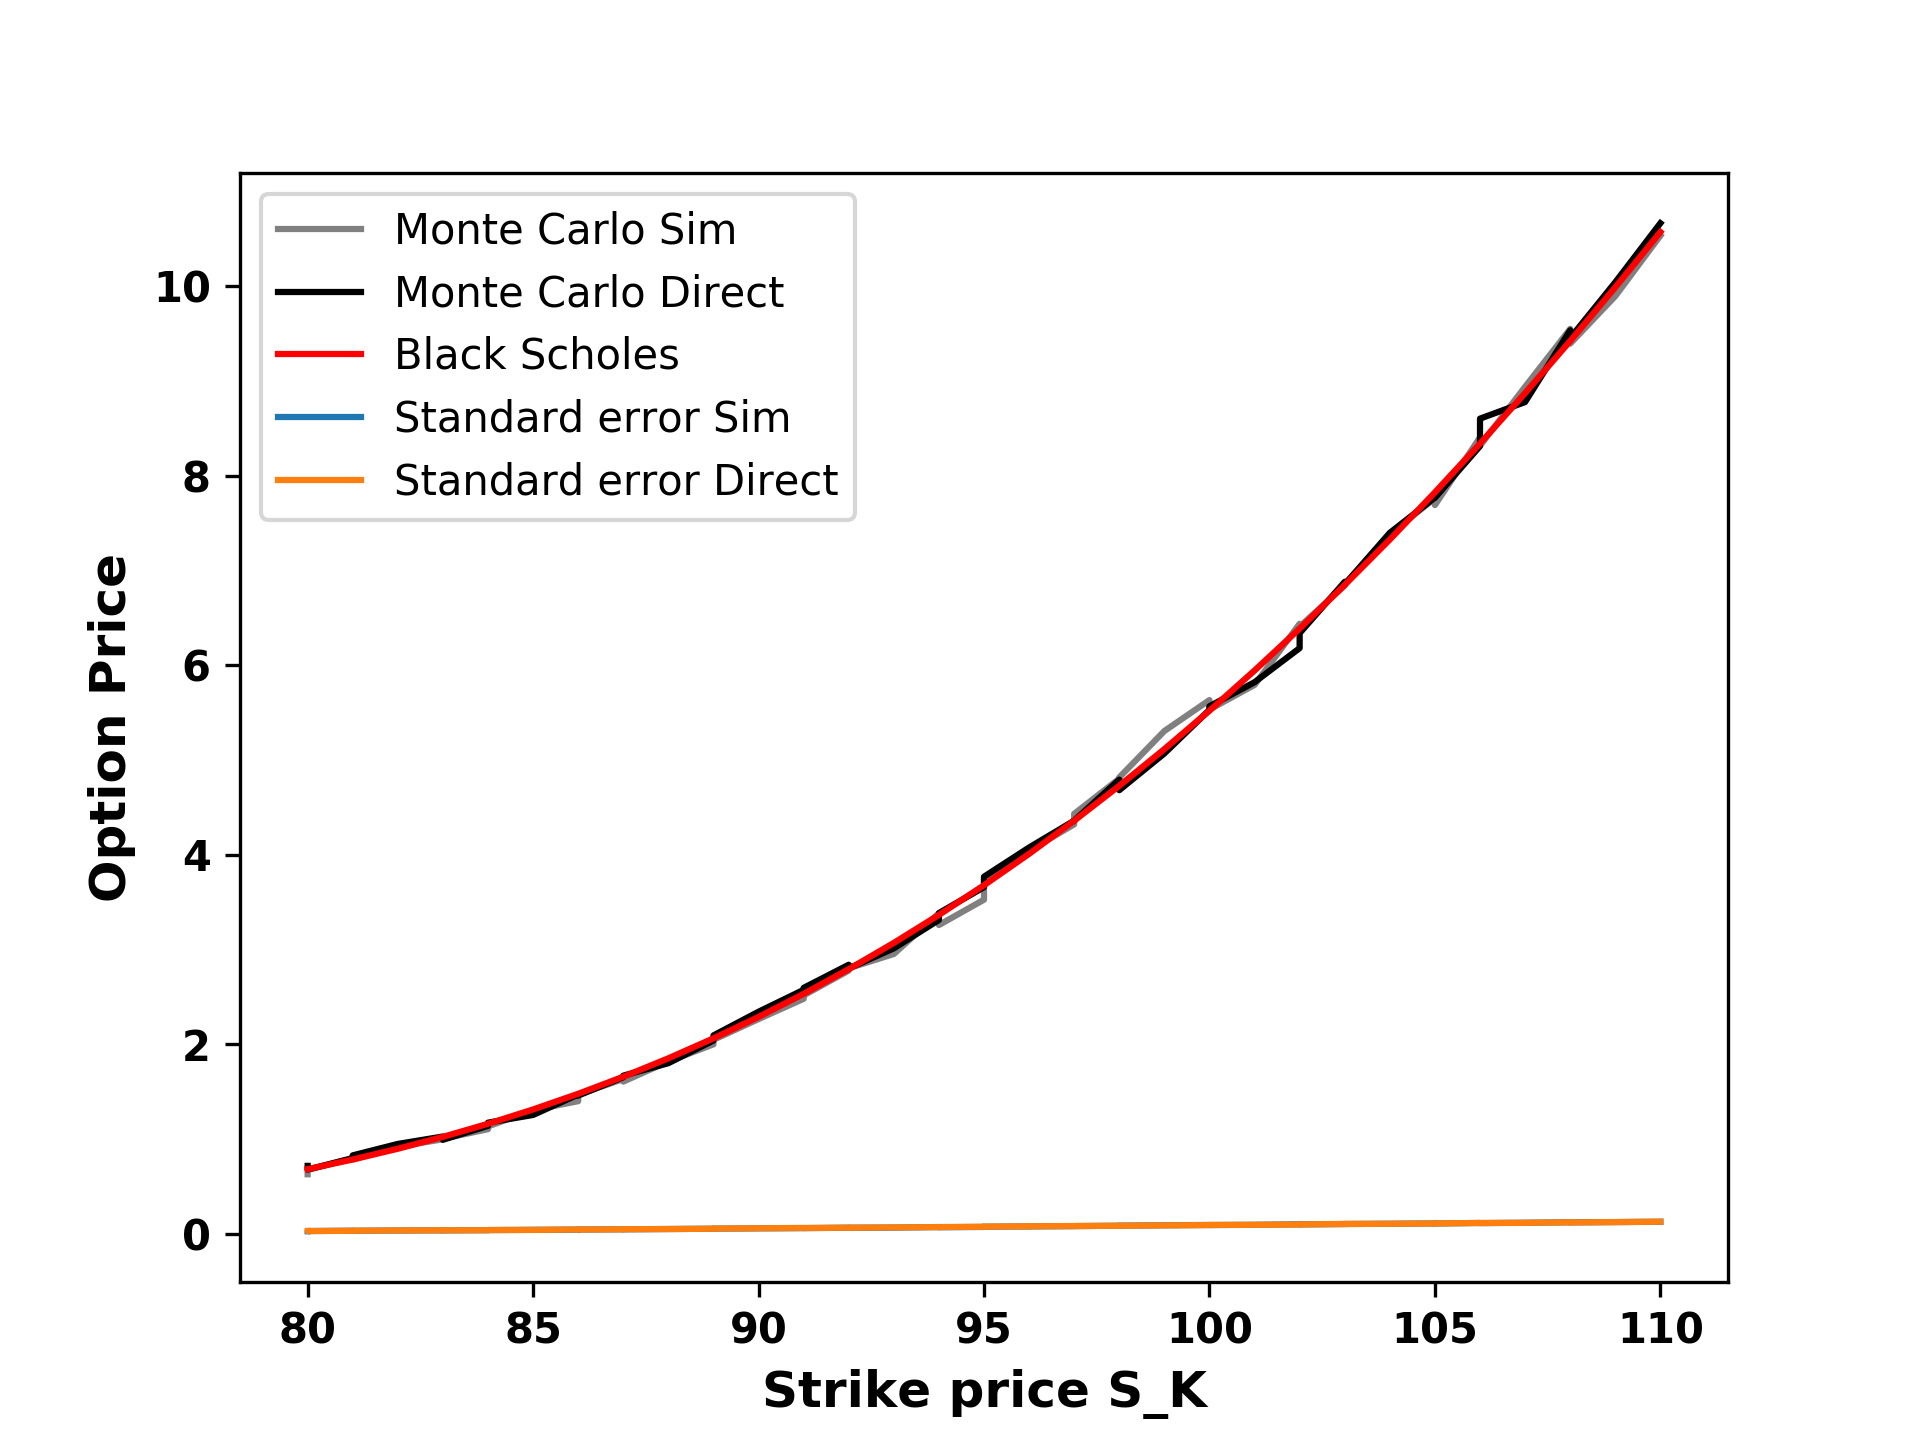 Monte Carlo Sim
Monte Carlo Direct
Black Scholes
Standard error Sim
Standard error Direct
Option Price
10
8
6
4
2
0
80 85 90 95 100 105 110
Strike price S_K